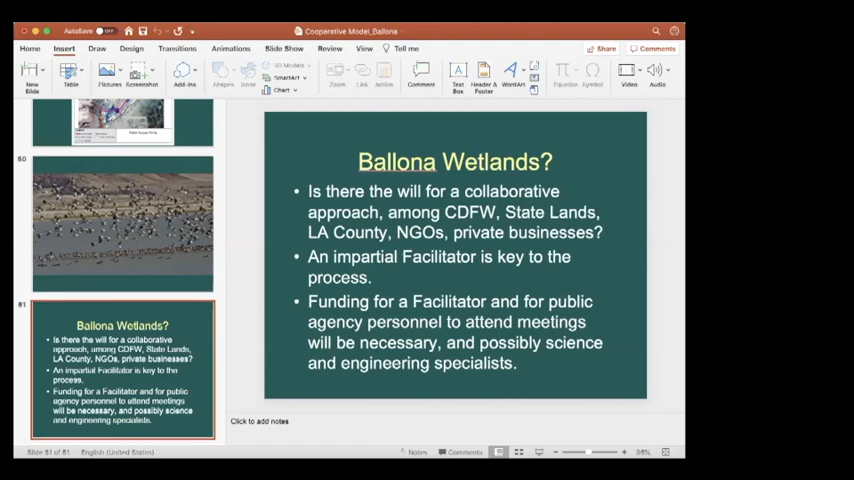 AutoSave OFF
Cooperative Model_Ballona
Home Insert Draw Design Transitions Animations Slide Show Review View Tell me
Share Comments
New Slide
Table
Pictures
Screenshot
Add-ins
Shapes
Icons
3D Models
SmartArt
Chart
Zoom
Link
Action
Comment
Text Box
Header & Footer
WordArt
Equation
Symbol
Video
Audio
50
51
Ballona Wetlands?
• Is there the will for a collaborative
approach, among CDFW, State Lands,
LA County, NGOs, private businesses?
• An impartial Facilitator is key to the
process.
• Funding for a Facilitator and for public
agency personnel to attend meetings
will be necessary, and possibly science
and engineering specialists.
Ballona Wetlands?
• Is there the will for a collaborative
approach, among CDFW, State Lands,
LA County, NGOs, private businesses?
• An impartial Facilitator is key to the
process.
• Funding for a Facilitator and for public
agency personnel to attend meetings
will be necessary, and possibly science
and engineering specialists.
Click to add notes
Slide 51 of 51 English (United States)
Notes Comments
98%